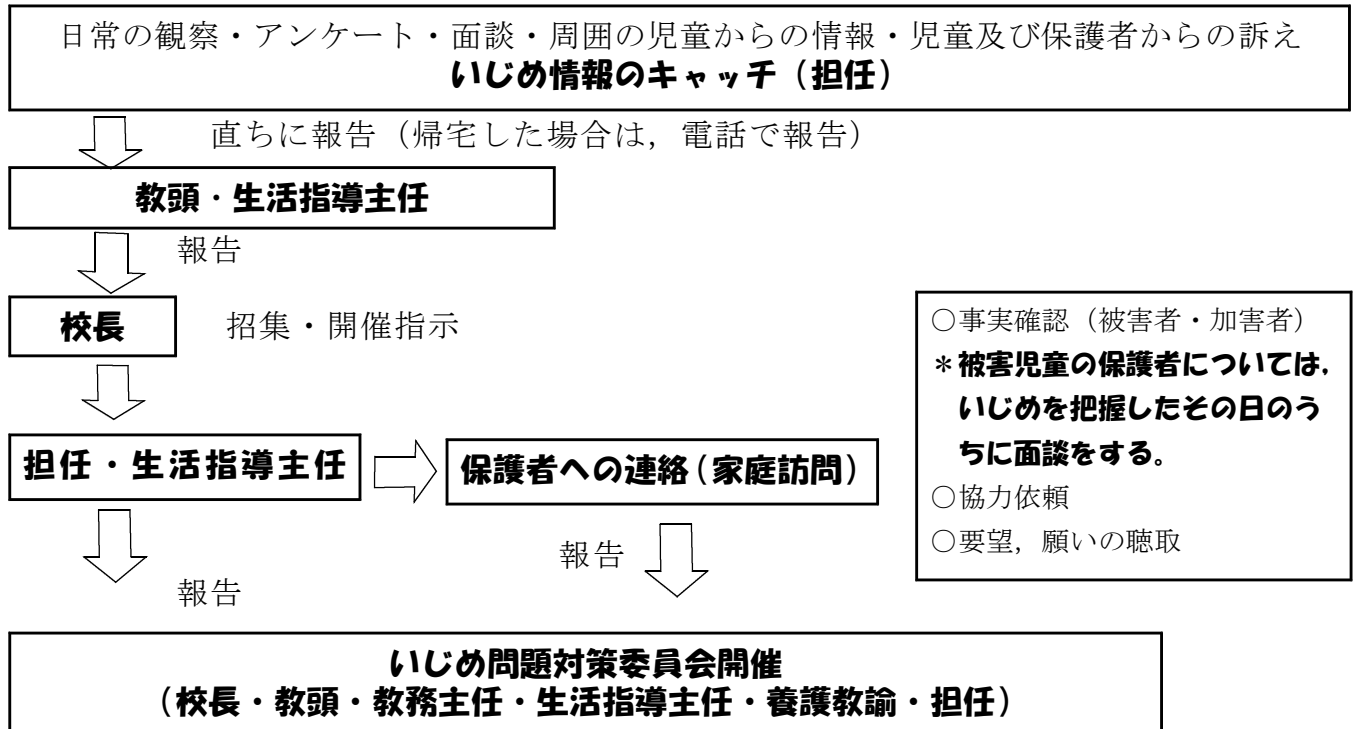 日常の観察・アンケート・面談・周囲の児童からの情報・児童及び保護者からの訴え
いじめ情報のキャッチ（担任）
直ちに報告（帰宅した場合は，電話で報告）
教頭・生活指導主任
報告
校長
招集・開催指示
担任・生活指導主任
保護者への連絡（家庭訪問）
○事実確認（被害者・加害者）
＊被害児童の保護者については，
いじめを把握したその日のう
ちに面談をする。
○協力依頼
○要望，願いの聴取
報告
報告
いじめ問題対策委員会開催
（校長・教頭・教務主任・生活指導主任・養護教諭・担任）